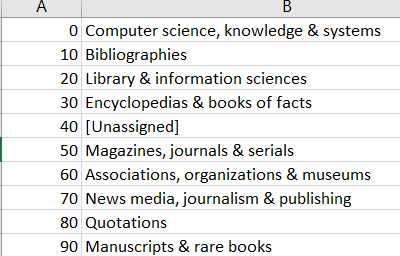 A B
0 Computer science, knowledge & systems
10 Bibliographies
20 Library & information sciences
30 Encyclopedias & books of facts
40 [Unassigned]
50 Magazines, journals & serials
60 Associations, organizations & museums
70 News media, journalism & publishing
80 Quotations
90 Manuscripts & rare books